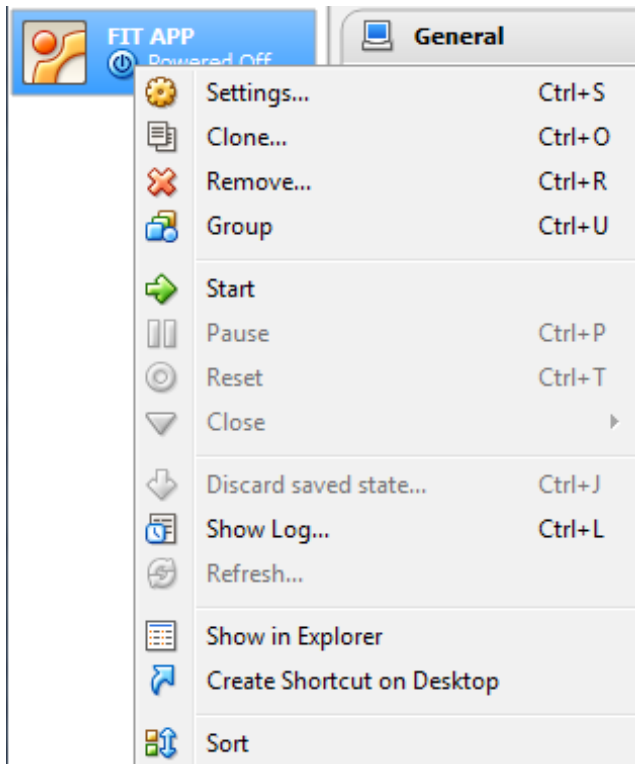 FIT APP
Powered Off
General
Settings... Ctrl+S
Clone... Ctrl+O
Remove... Ctrl+R
Group Ctrl+U
Start
Pause Ctrl+P
Reset Ctrl+T
Close
Discard saved state... Ctrl+J
Show Log... Ctrl+L
Refresh...
Show in Explorer
Create Shortcut on Desktop
Sort